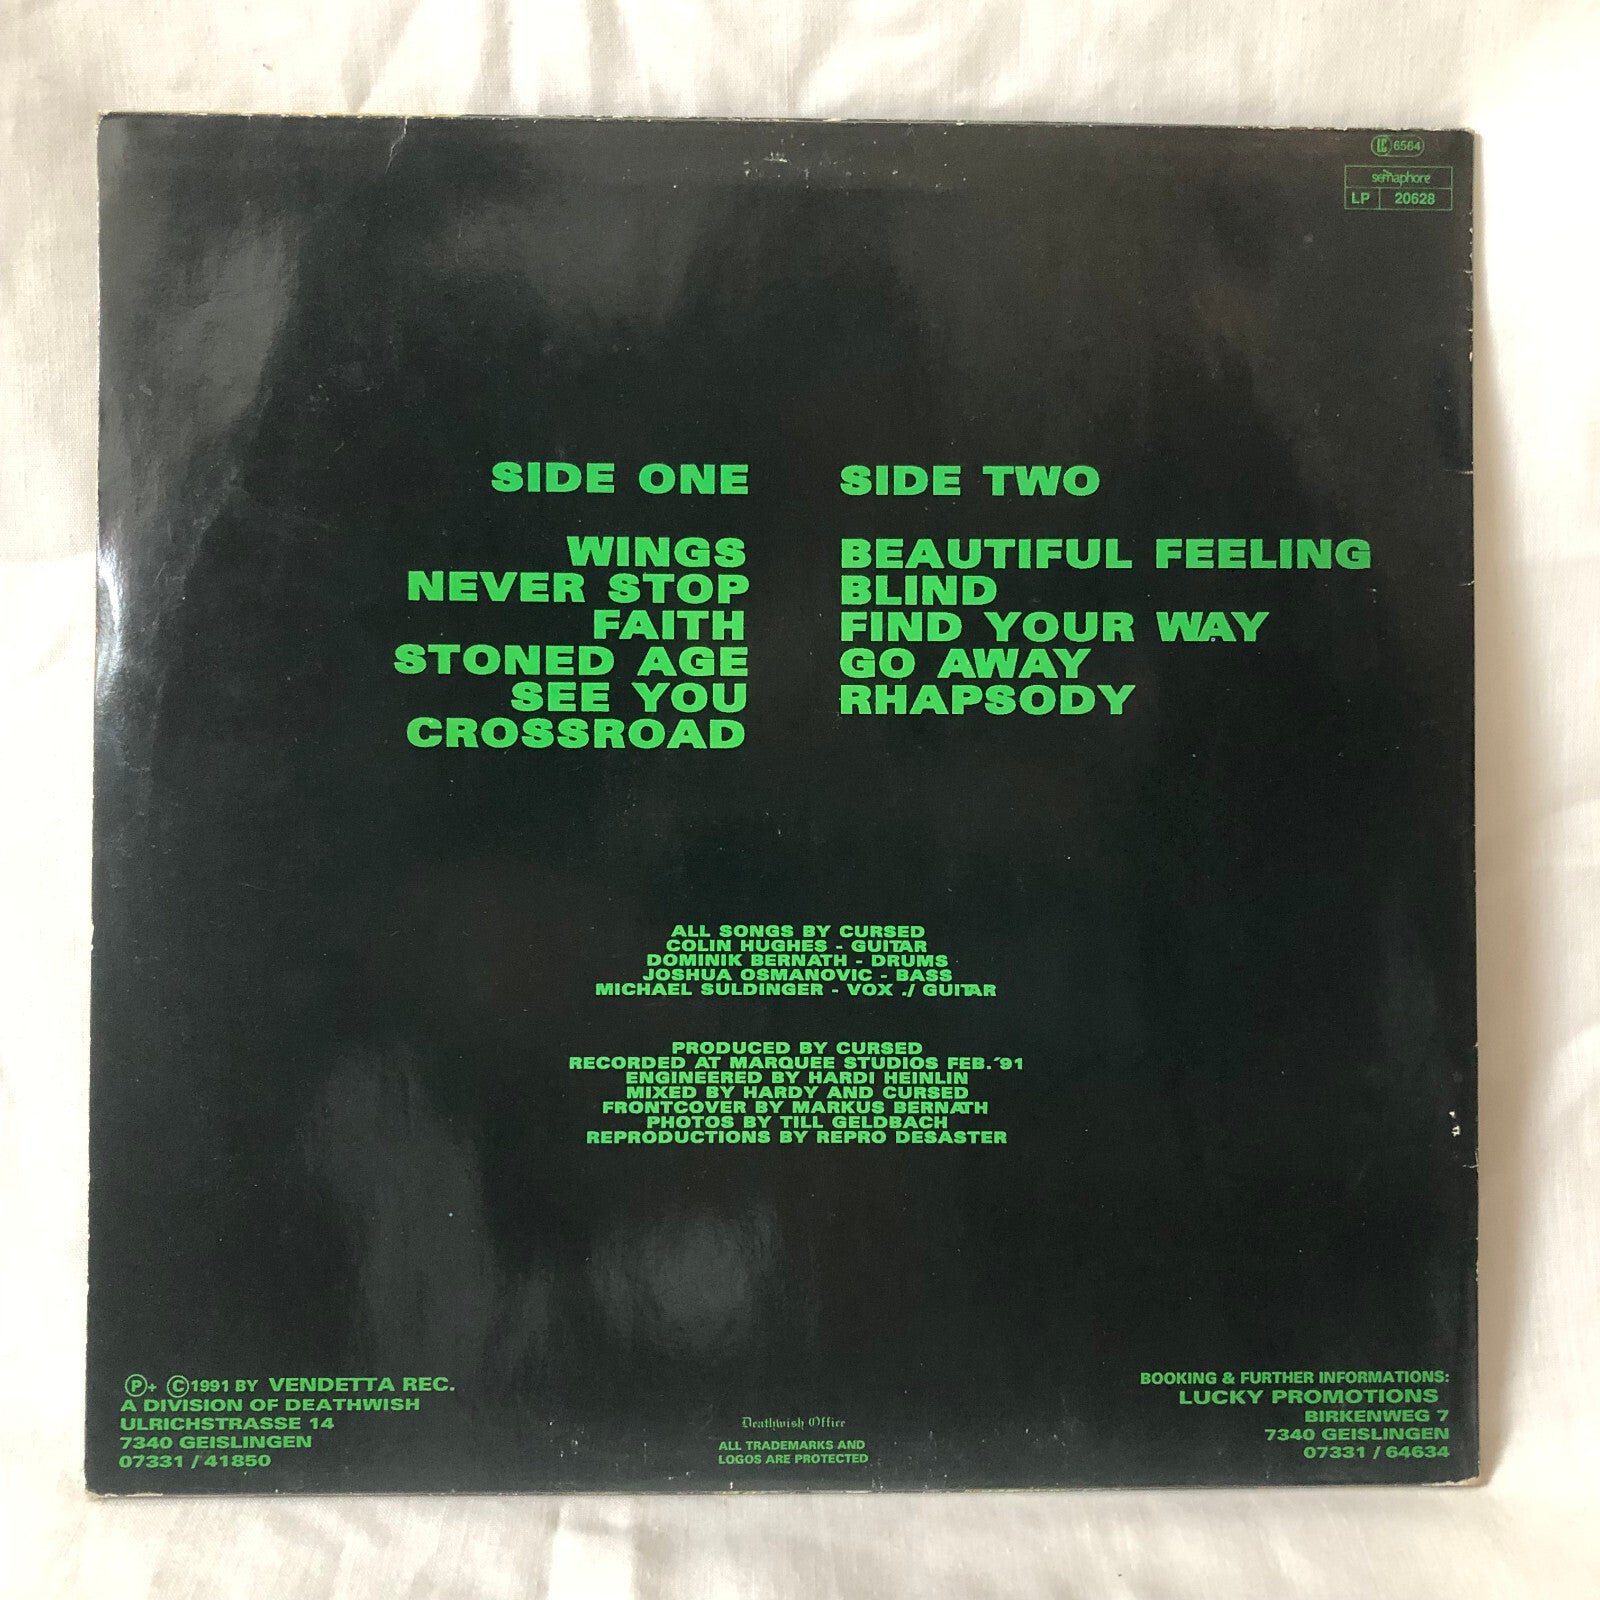 LC 6564
semaphore
LP 20628
SIDE ONE
WINGS
NEVER STOP
FAITH
STONED AGE
SEE YOU
CROSSROAD
SIDE TWO
BEAUTIFUL FEELING
BLIND
FIND YOUR WAY
GO AWAY
RHAPSODY
ALL SONGS BY CURSED
COLIN HUGHES - GUITAR
DOMINIK BERNATH - DRUMS
JOSHUA OSMANOVIC - BASS
MICHAEL SULDINGER - VOX ./ GUITAR
PRODUCED BY CURSED
RECORDED AT MARQUEE STUDIOS FEB.´91
ENGINEERED BY HARDI HEINLIN
MIXED BY HARDY AND CURSED
FRONTCOVER BY MARKUS BERNATH
PHOTOS BY TILL GELDBACH
REPRODUCTIONS BY REPRO DESASTER
Ⓟ+ ©1991 BY VENDETTA REC.
A DIVISION OF DEATHWISH
ULRICHSTRASSE 14
7340 GEISLINGEN
07331 / 41850
Deathwish Office
ALL TRADEMARKS AND
LOGOS ARE PROTECTED
BOOKING & FURTHER INFORMATIONS:
LUCKY PROMOTIONS
BIRKENWEG 7
7340 GEISLINGEN
07331 / 64634